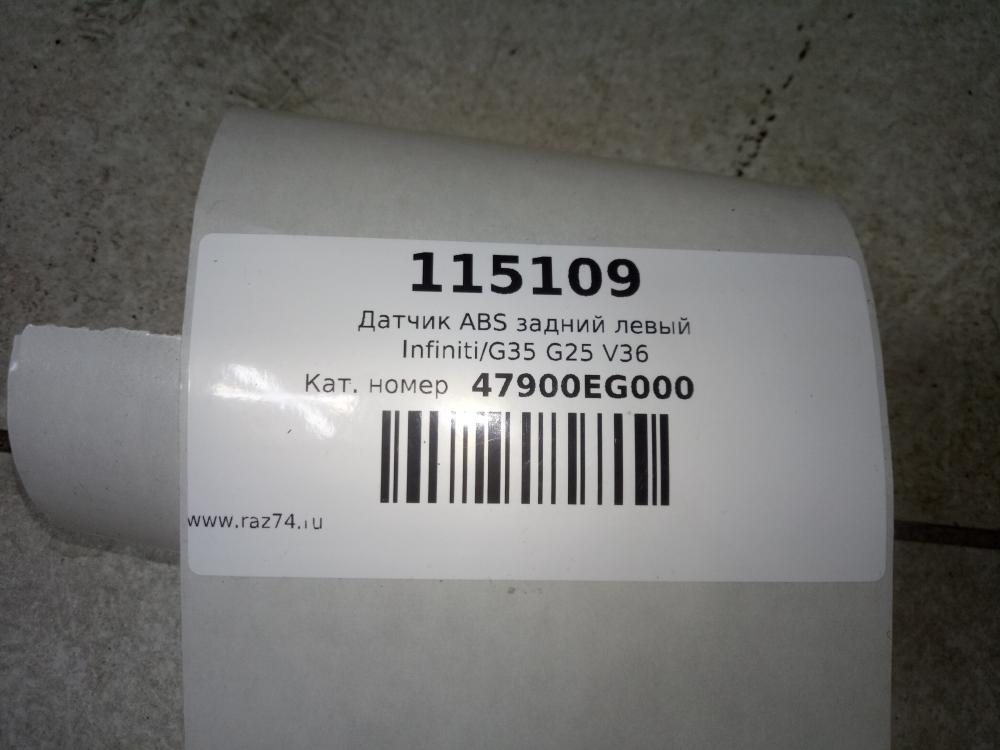 115109
Датчик ABS задний левый
Infiniti/G35 G25 V36
Кат. номер 47900EG000
www.raz74.ru